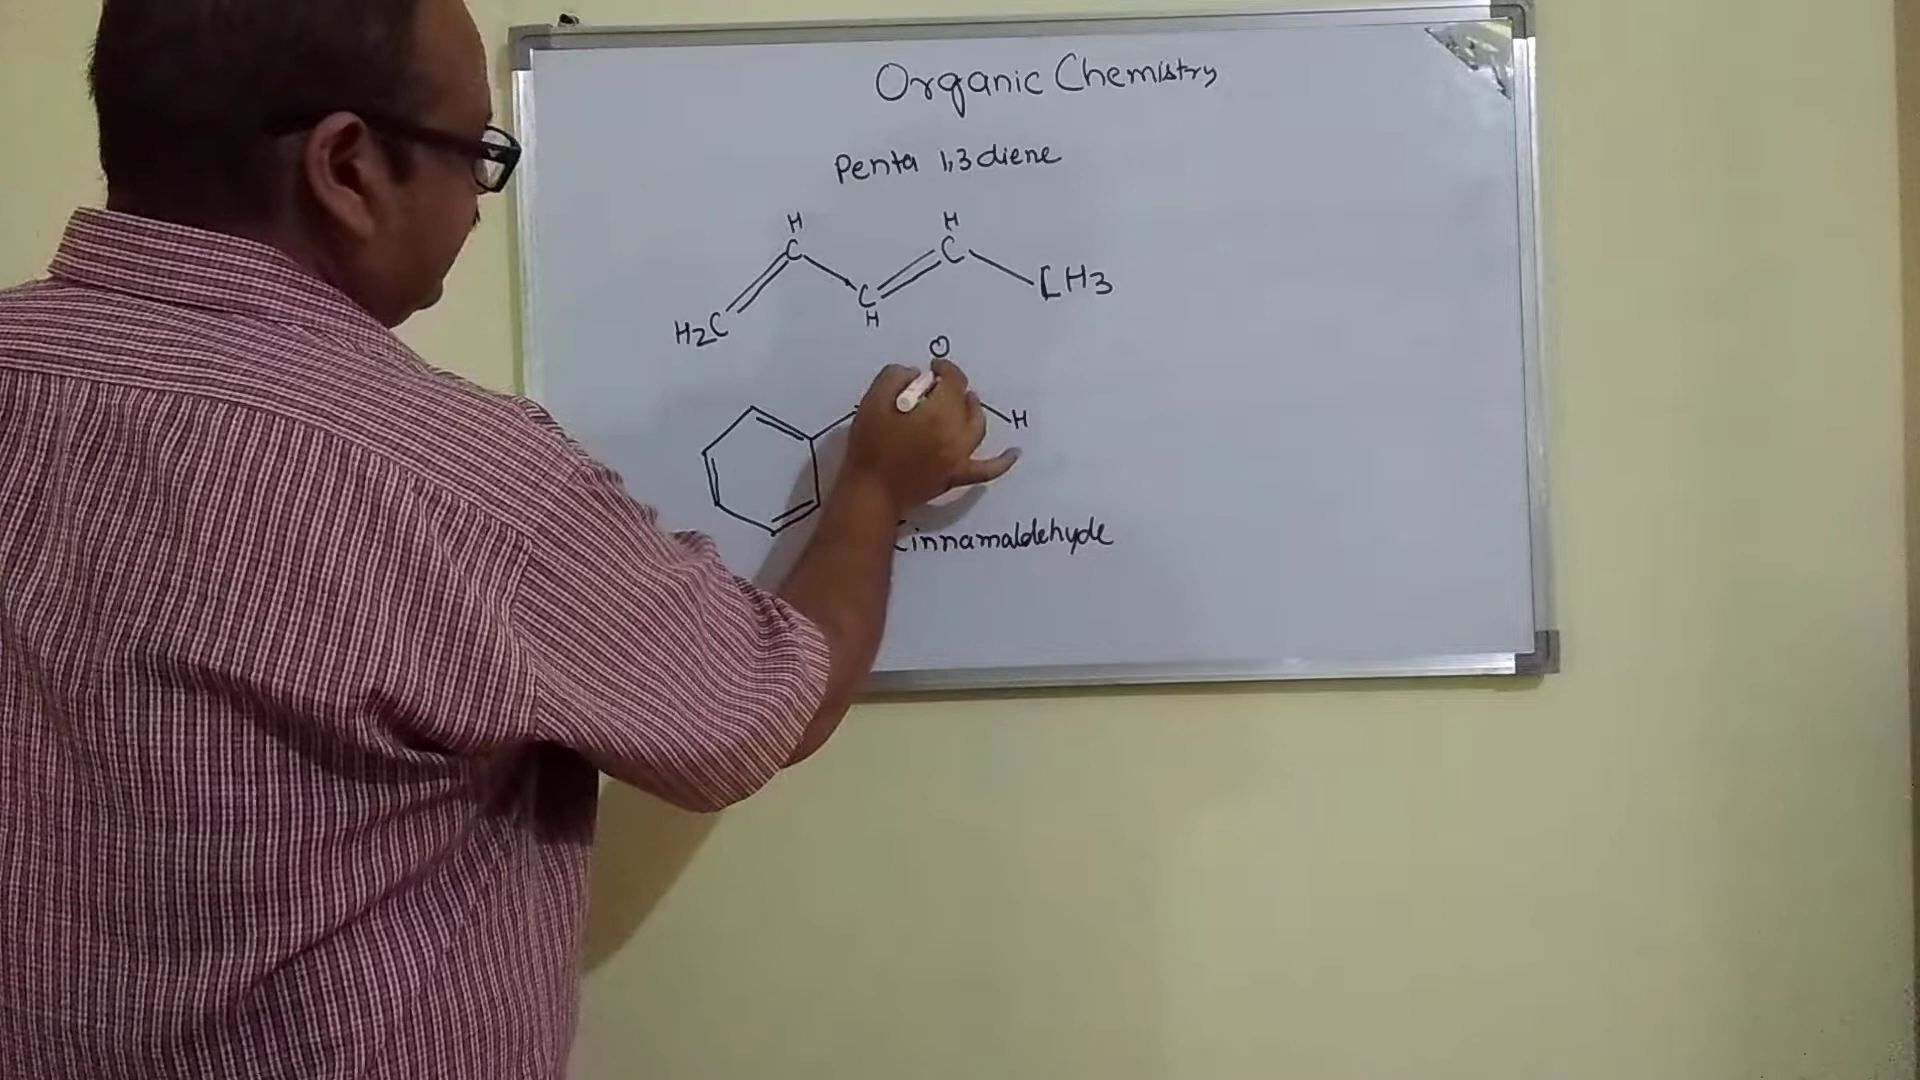 Organic Chemistry
Penta 1,3 diene
H H
C C
H2C C CH3
H
O
H
Cinnamaldehyde